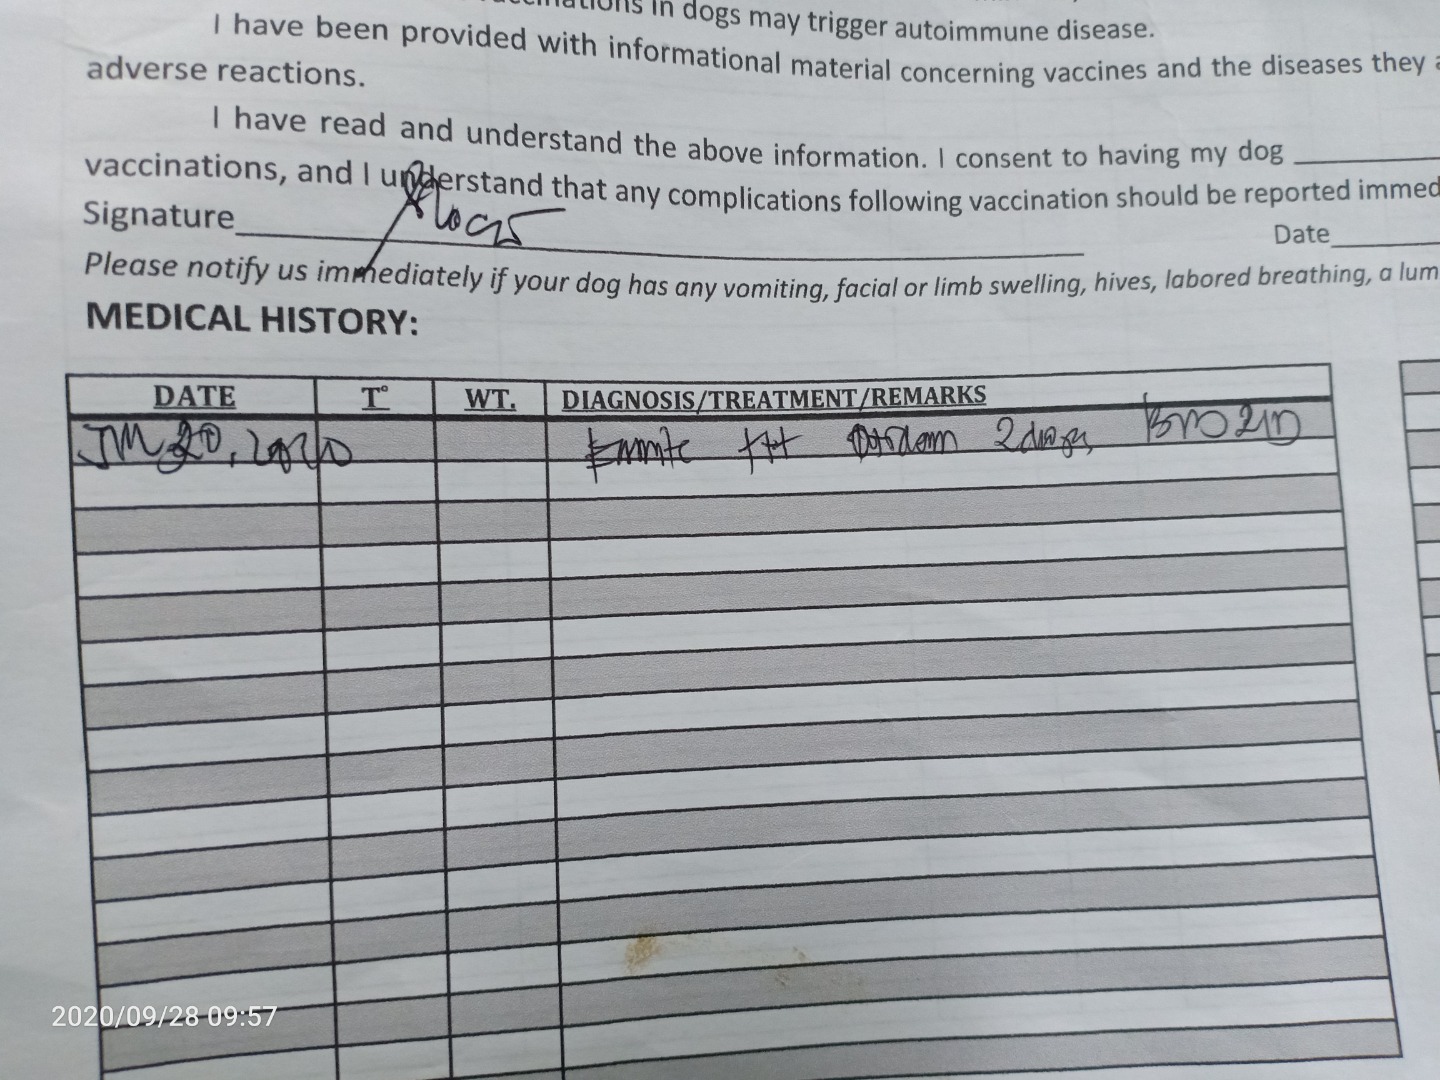 in dogs may trigger autoimmune disease.
I have been provided with informational material concerning vaccines and the diseases they
adverse reactions.
I have read and understand the above information. I consent to having my dog
vaccinations, and I understand that any complications following vaccination should be reported immed
Signature
Date
Please notify us immediately if your dog has any vomiting, facial or limb swelling, hives, labored breathing, a lum
MEDICAL HISTORY:
DATE T° WT. DIAGNOSIS/TREATMENT/REMARKS
20, 2020
2020/09/28 09:57